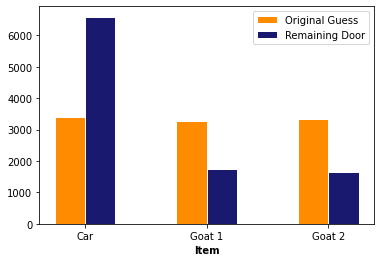 Original Guess
Remaining Door
6000
5000
4000
3000
2000
1000
0
Car
Goat 1
Goat 2
Item